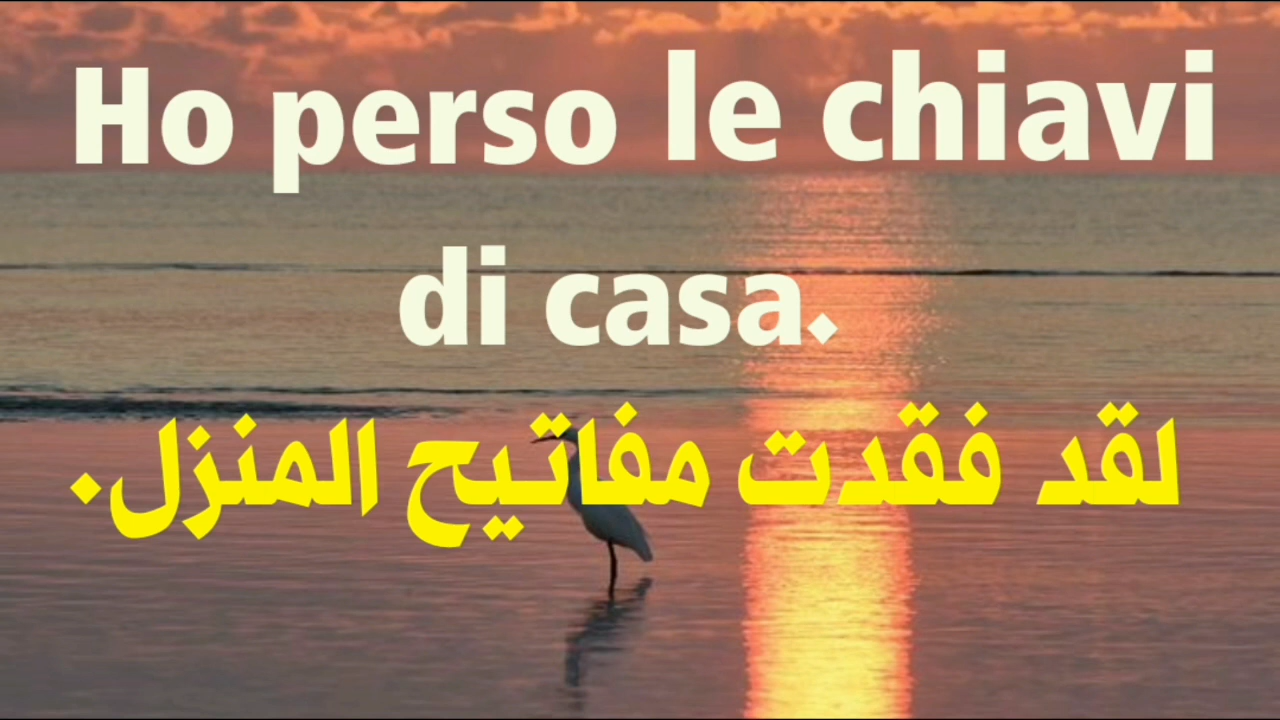 Ho perso le chiavi
di casa.
لقد فقدت مفاتيح المنزل.